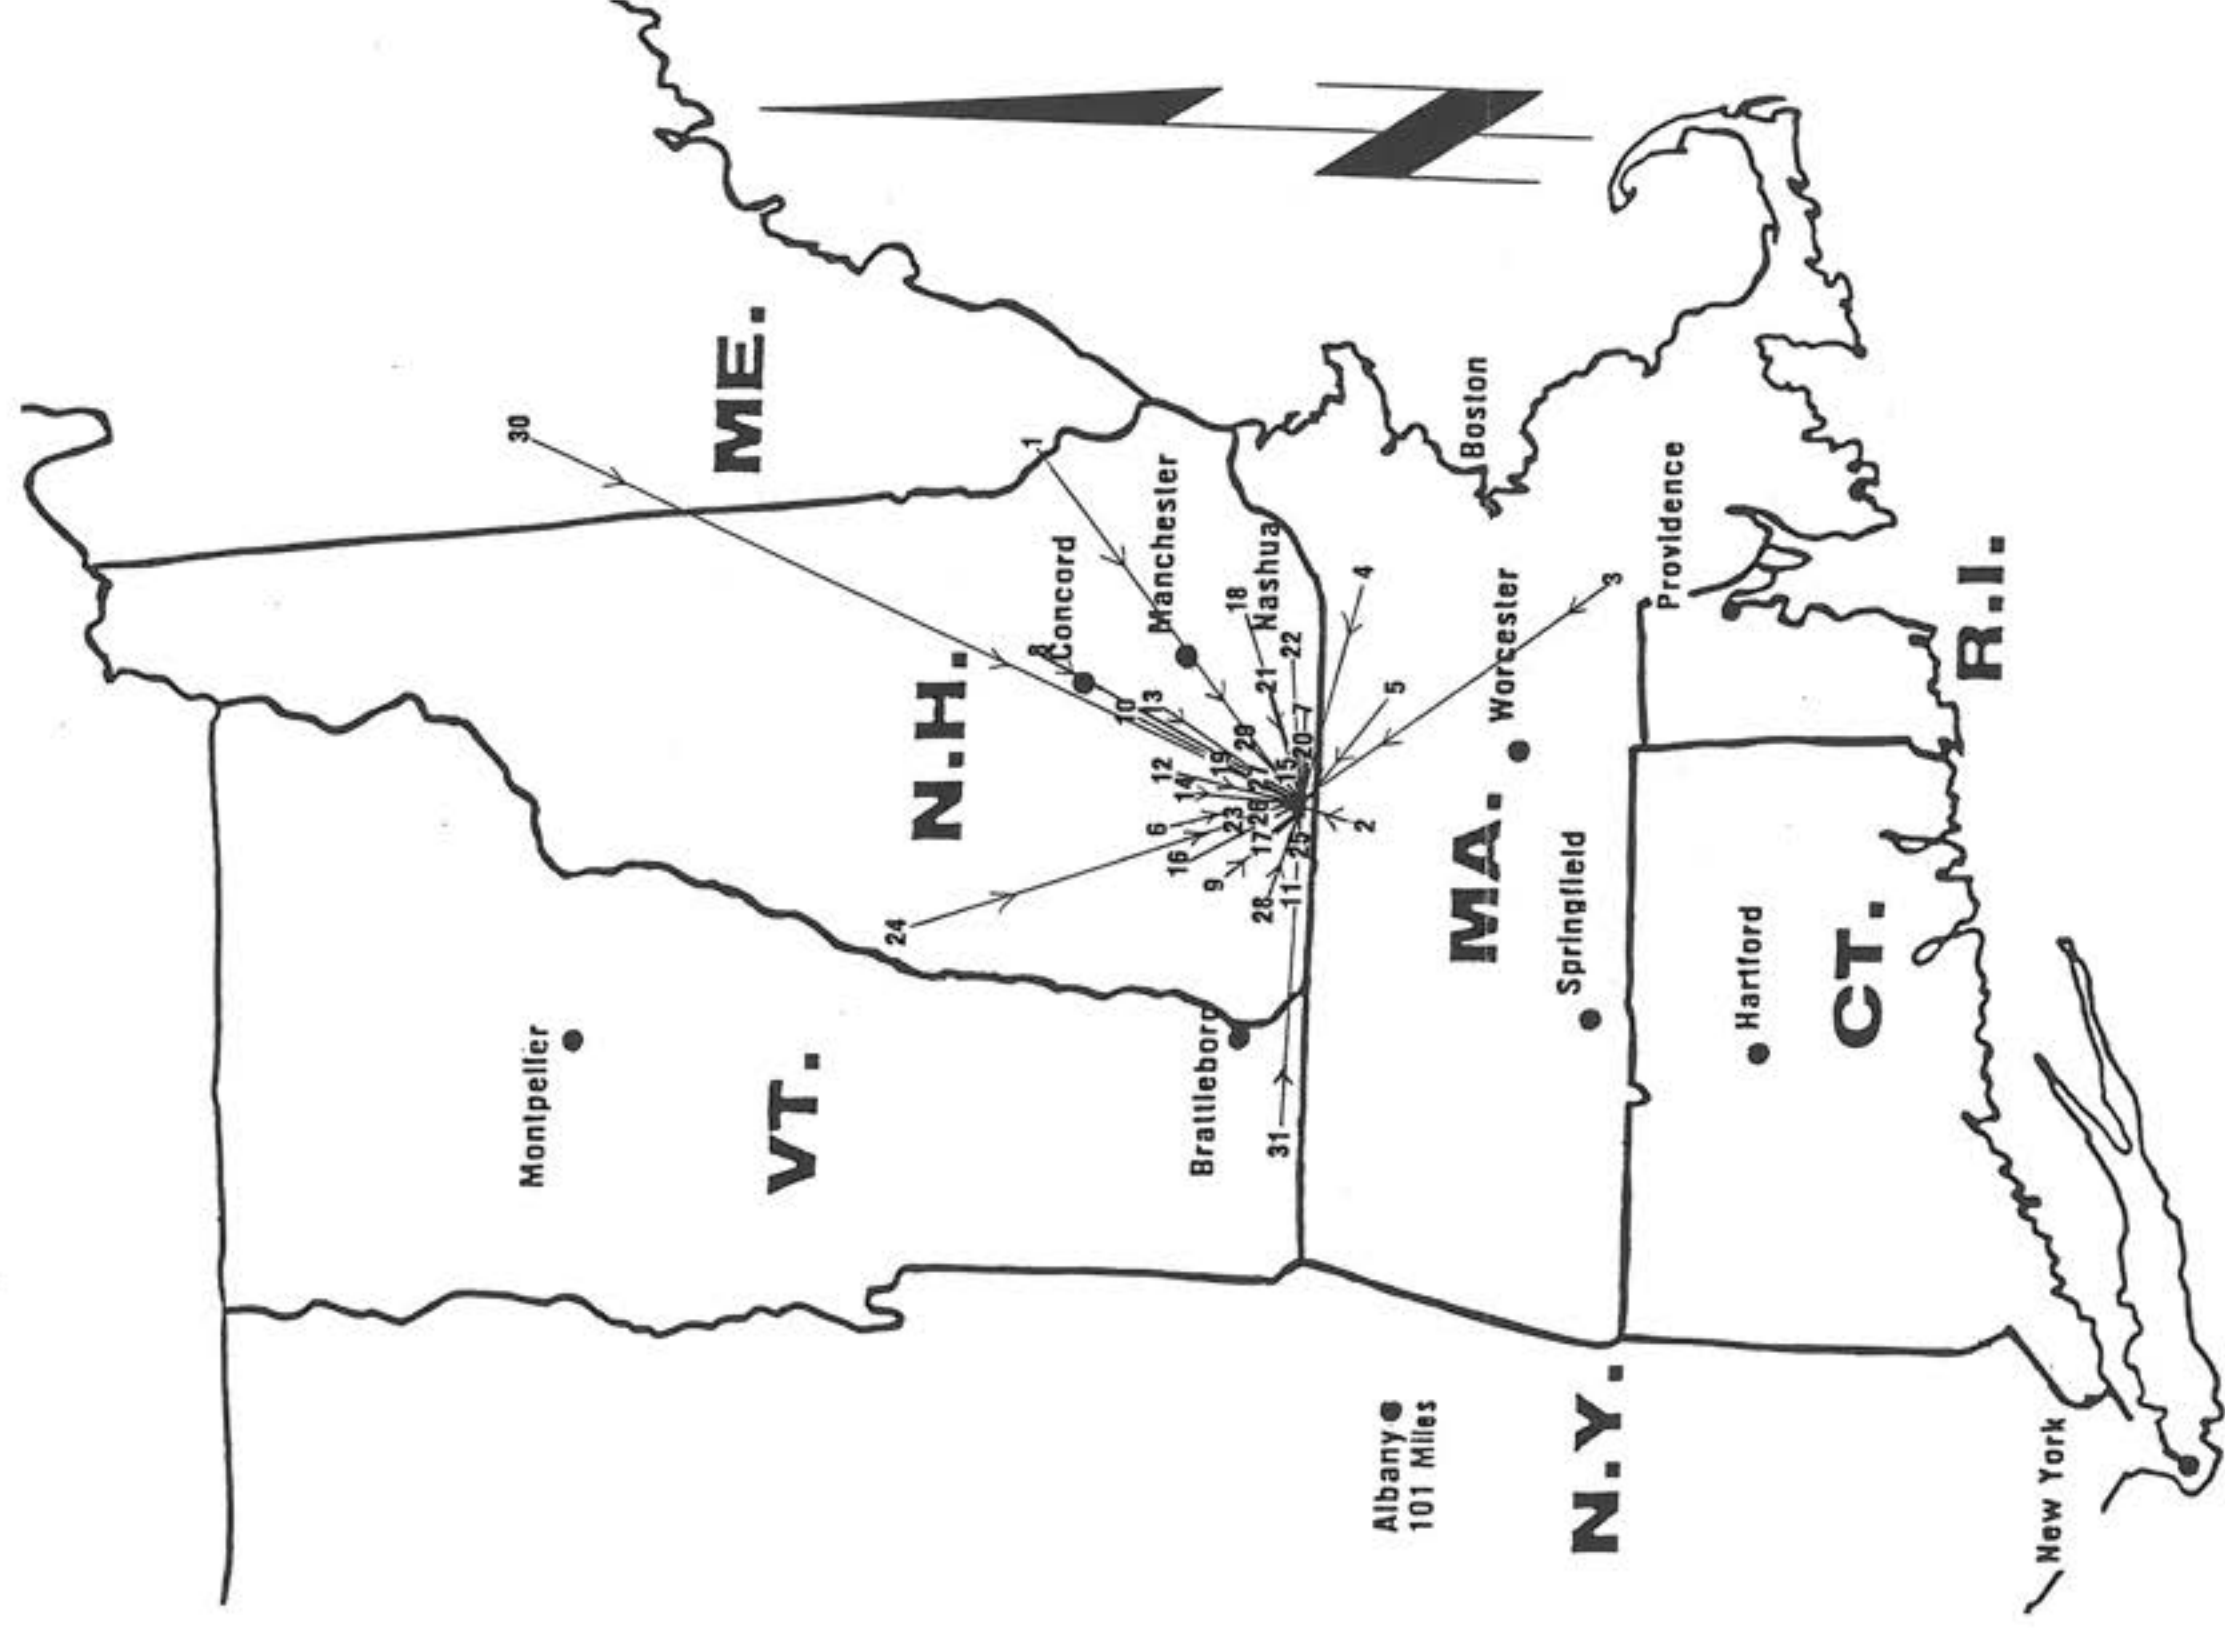 30
Montpelier
ME.
VT.
24
N.H.
1
8
Concord
10
13
6
12
Manchester
16
14
Brattleboro
9
19
23
18
29
17
26
27
28
21
Nashua
31
15
22
11
25
20
7
4
2
Albany
101 Miles
5
N
Boston
MA.
Worcester
Springfield
N.Y.
3
Providence
Hartford
CT.
R.I.
New York